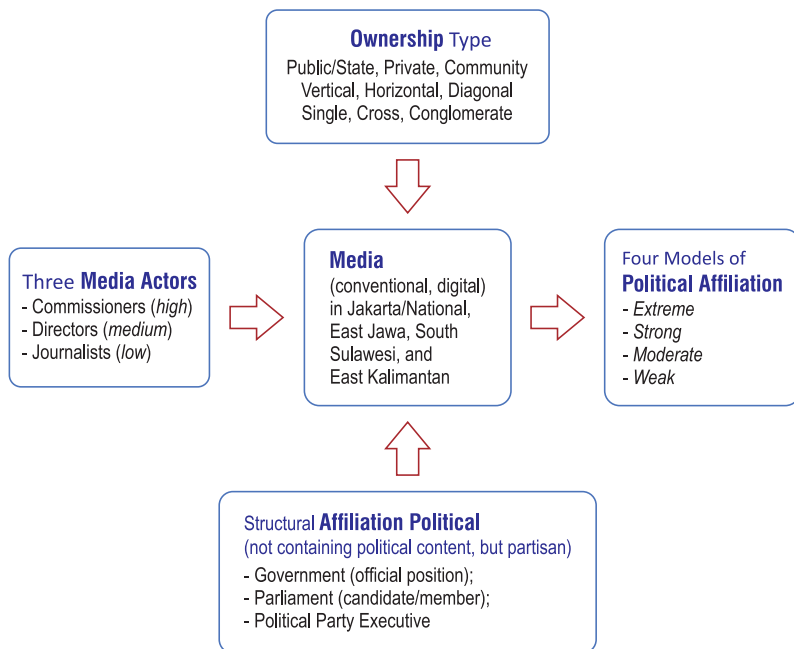 Ownership Type
Public/State, Private, Community
Vertical, Horizontal, Diagonal
Single, Cross, Conglomerate
Three Media Actors
- Commissioners (high)
- Directors (medium)
- Journalists (low)
Media
(conventional, digital)
in Jakarta/National,
East Jawa, South
Sulawesi, and
East Kalimantan
Four Models of
Political Affiliation
- Extreme
- Strong
- Moderate
- Weak
Structural Affiliation Political
(not containing political content, but partisan)
- Government (official position);
- Parliament (candidate/member);
- Political Party Executive